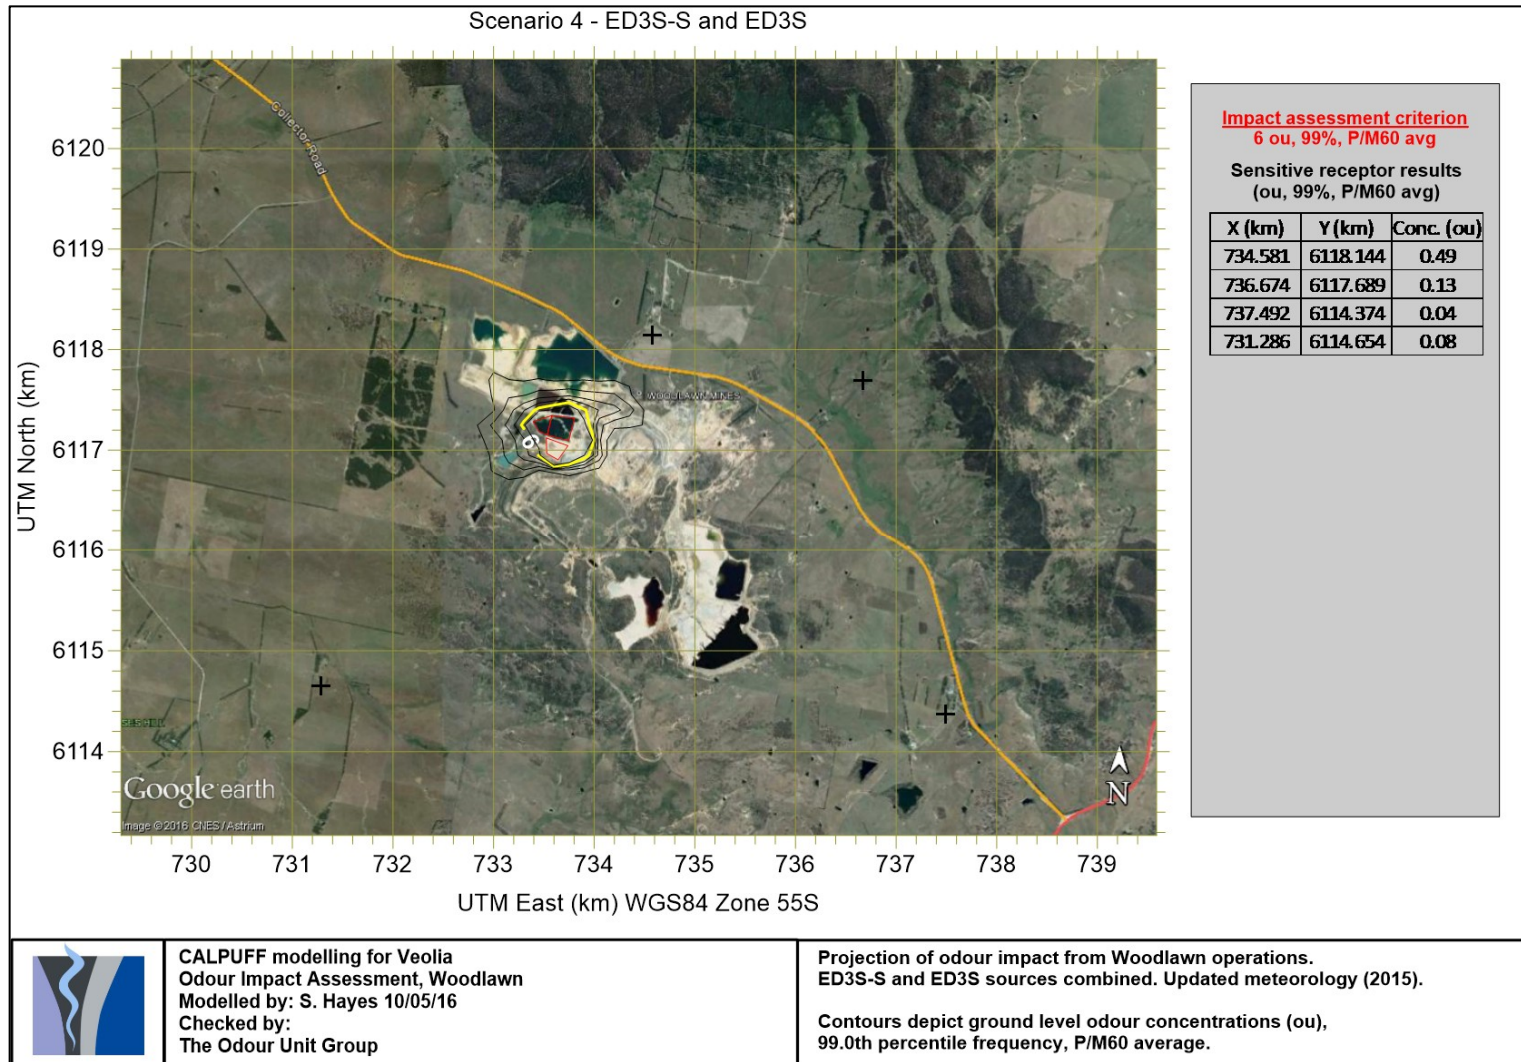 Scenario 4 - ED3S-S and ED3S
Collector Road
WOODLAWN MINES
6
Google earth
Image © 2016 CNES / Astrium
N
6120
6119
6118
6117
6116
6115
6114
UTM North (km)
730 731 732 733 734 735 736 737 738 739
UTM East (km) WGS84 Zone 55S
Impact assessment criterion
6 ou, 99%, P/M60 avg
Sensitive receptor results
(ou, 99%, P/M60 avg)
X (km) Y (km) Conc. (ou)
734.581 6118.144 0.49
736.674 6117.689 0.13
737.492 6114.374 0.04
731.286 6114.654 0.08
CALPUFF modelling for Veolia
Odour Impact Assessment, Woodlawn
Modelled by: S. Hayes 10/05/16
Checked by:
The Odour Unit Group
Projection of odour impact from Woodlawn operations.
ED3S-S and ED3S sources combined. Updated meteorology (2015).
Contours depict ground level odour concentrations (ou),
99.0th percentile frequency, P/M60 average.